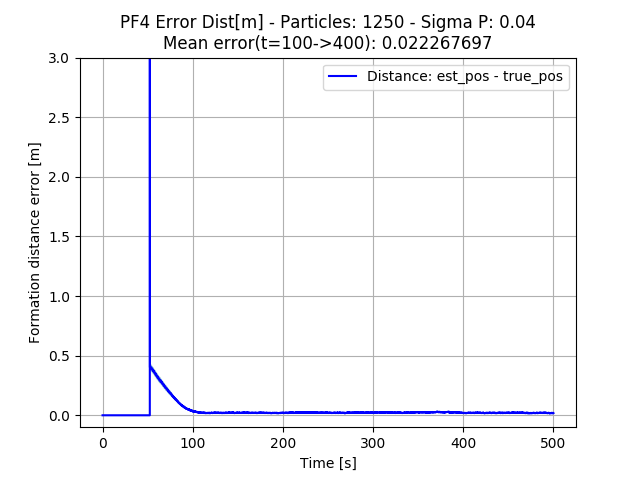 PF4 Error Dist[m] - Particles: 1250 - Sigma P: 0.04
Mean error(t=100->400): 0.022267697
Distance: est_pos - true_pos
Formation distance error [m]
3.0
2.5
2.0
1.5
1.0
0.5
0.0
0 100 200 300 400 500
Time [s]